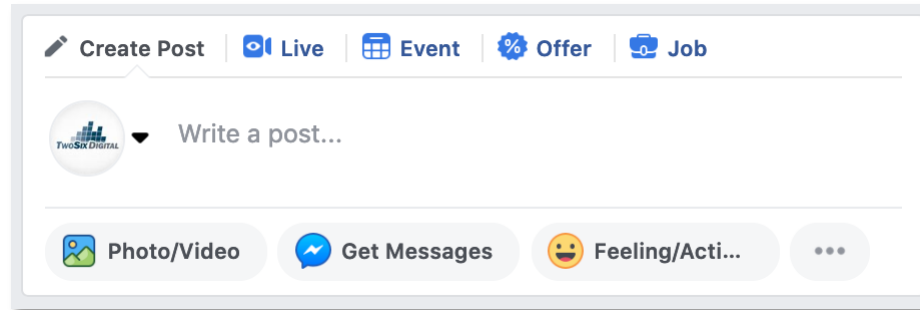 Create Post Live Event Offer Job
TwoSix Digital Write a post...
Photo/Video Get Messages Feeling/Acti...